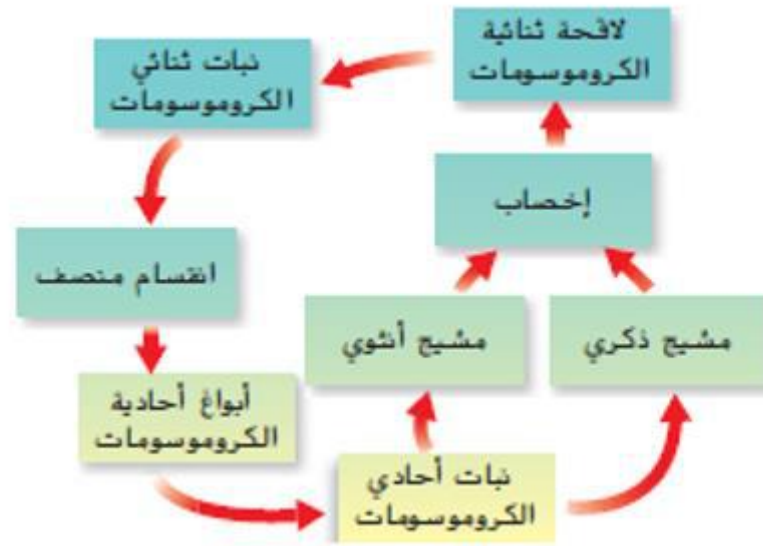 لاقحة ثنائية
الكروموسومات
نبات ثنائي
الكروموسومات
إخصاب
انقسام منصف
مشيج ذكري
مشيج أنثوي
أبواغ أحادية
الكروموسومات
نبات أحادي
الكروموسومات